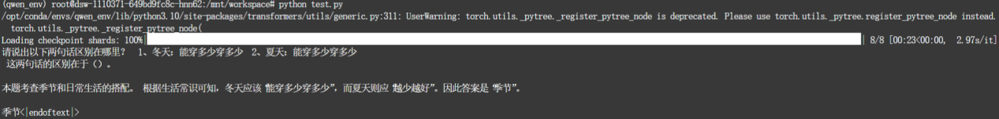 (qwen_env) root@dsw-1110371-649bd9fc8c-hnn62:/mnt/workspace# python test.py
/opt/conda/envs/qwen_env/lib/python3.10/site-packages/transformers/utils/generic.py:311: UserWarning: torch.utils._pytree._register_pytree_node is deprecated. Please use torch.utils._pytree.register_pytree_node instead.
  torch.utils._pytree._register_pytree_node(
Loading checkpoint shards: 100%| | 8/8 [00:23<00:00,  2.97s/it]
请说出以下两句话区别在哪里？ 1、冬天：能穿多少穿多少 2、夏天：能穿多少穿多少
这两句话的区别在于（）。
本题考查季节和日常生活的搭配。 根据生活常识可知，冬天应该“能穿多少穿多少”，而夏天则应“越少越好”。因此答案是“季节”。
季节<|endoftext|>